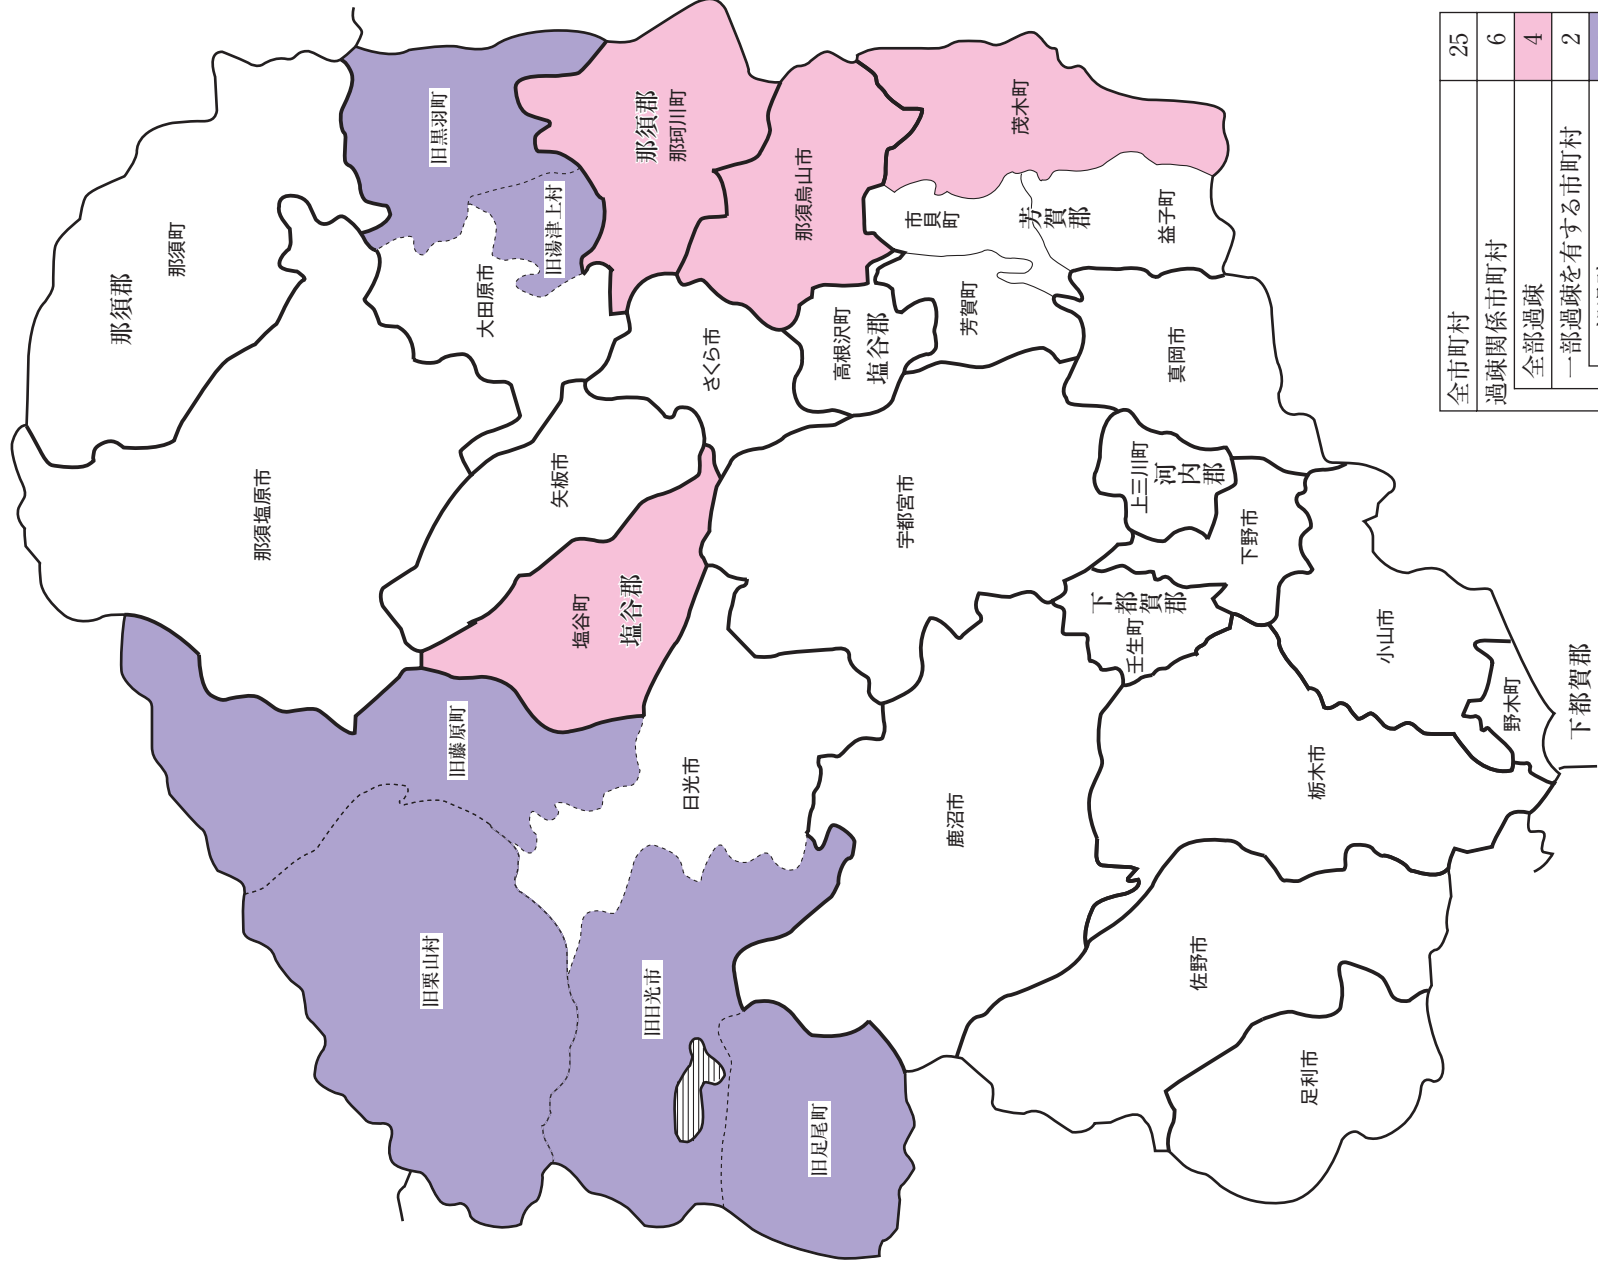 那須郡
那須町
旧黒羽町
旧湯津上村
大田原市
那須郡
那珂川町
那須烏山市
茂木町
市貝町
芳賀郡
益子町
芳賀町
高根沢町
塩谷郡
さくら市
真岡市
矢板市
那須塩原市
塩谷町
塩谷郡
宇都宮市
上三川町
河内郡
下野市
下都賀郡
壬生町
小山市
野木町
下都賀郡
栃木市
鹿沼市
日光市
旧藤原町
旧栗山村
旧日光市
旧足尾町
佐野市
足利市
全市町村 25
過疎関係市町村 6
全部過疎 4
一部過疎を有する市町村 2